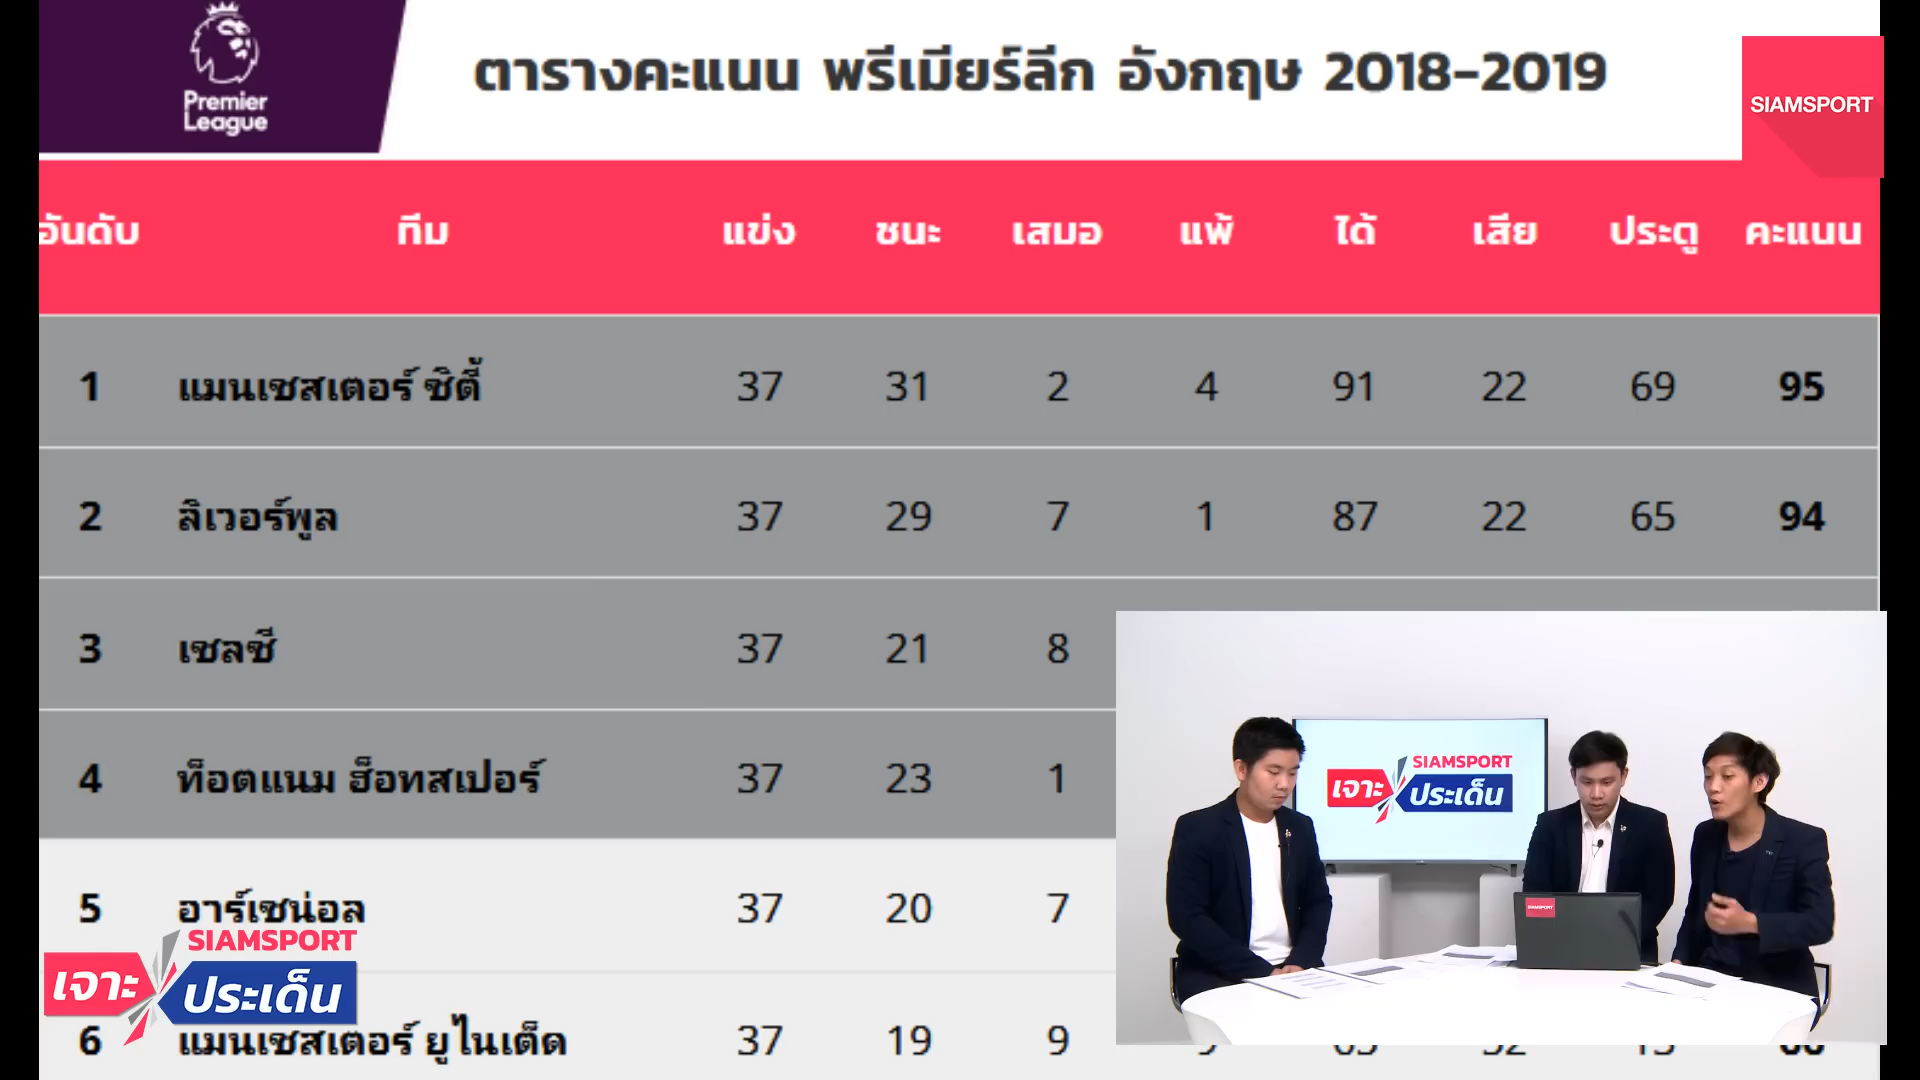 Premier
League
ตารางคะแนน พรีเมียร์ลีก อังกฤษ 2018-2019
SIAMSPORT
อันดับ ทีม แข่ง ชนะ เสมอ แพ้ ได้ เสีย ประตู คะแนน
1 แมนเชสเตอร์ ซิตี้ 37 31 2 4 91 22 69 95
2 ลิเวอร์พูล 37 29 7 1 87 22 65 94
3 เชลซี 37 21 8
4 ท็อตแนม ฮ็อทสเปอร์ 37 23 1
5 อาร์เซน่อล 37 20 7
6 แมนเชสเตอร์ ยูไนเต็ด 37 19 9
SIAMSPORT
เจาะ ประเด็น
SIAMSPORT
เจาะ ประเด็น
SIAMSPORT